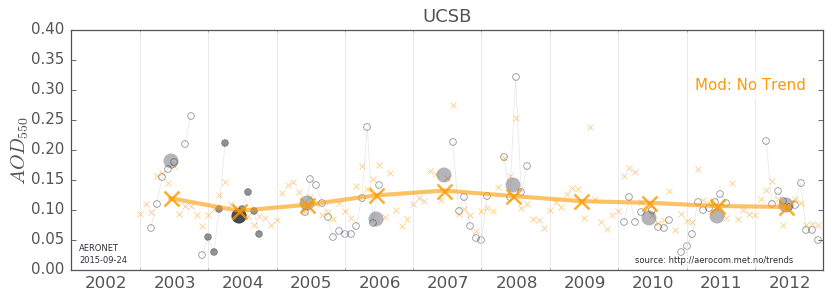 UCSB
0.40
0.35
0.30
0.25
0.20
0.15
0.10
0.05
0.00
AOD550
Mod: No Trend
AERONET
2015-09-24
source: http://aerocom.met.no/trends
2002 2003 2004 2005 2006 2007 2008 2009 2010 2011 2012